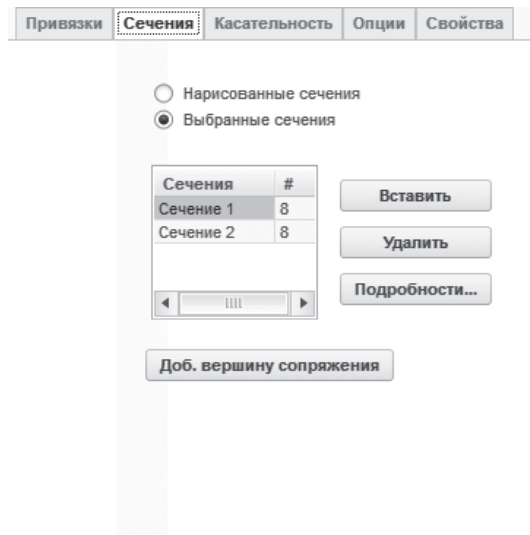 Привязки Сечения Касательность Опции Свойства
Нарисованные сечения
Выбранные сечения
Сечения #
Сечение 1 8
Сечение 2 8
Вставить
Удалить
Подробности...
Доб. вершину сопряжения